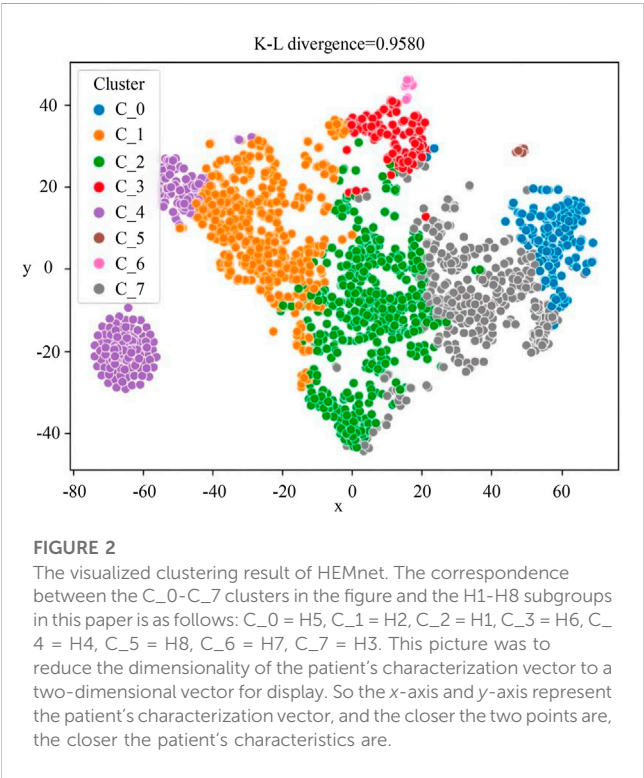 K-L divergence=0.9580
Cluster
C_0
C_1
C_2
C_3
C_4
C_5
C_6
C_7
40
20
y 0
-20
-40
-80 -60 -40 -20 0 20 40 60
x
FIGURE 2
The visualized clustering result of HEMnet. The correspondence
between the C_0-C_7 clusters in the figure and the H1-H8 subgroups
in this paper is as follows: C_0 = H5, C_1 = H2, C_2 = H1, C_3 = H6, C_
4 = H4, C_5 = H8, C_6 = H7, C_7 = H3. This picture was to
reduce the dimensionality of the patient's characterization vector to a
two-dimensional vector for display. So the x-axis and y-axis represent
the patient's characterization vector, and the closer the two points are,
the closer the patient's characteristics are.